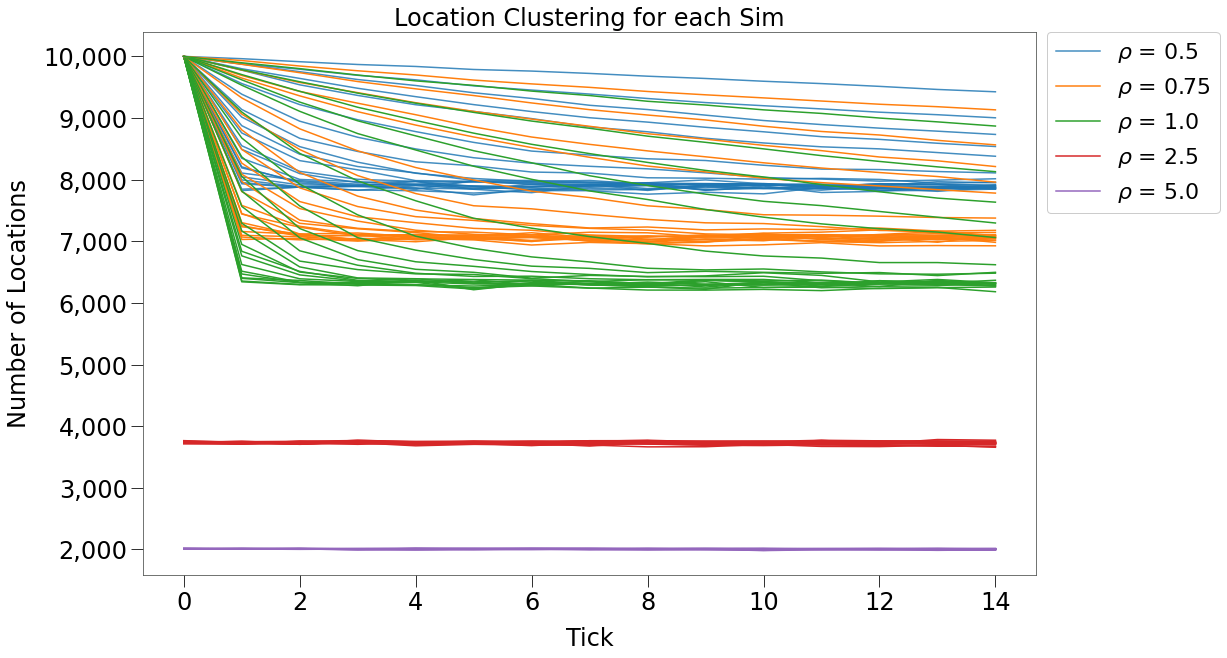 Location Clustering for each Sim
10,000
9,000
8,000
7,000
6,000
5,000
4,000
3,000
2,000
Number of Locations
0 2 4 6 8 10 12 14
Tick
ρ = 0.5
ρ = 0.75
ρ = 1.0
ρ = 2.5
ρ = 5.0